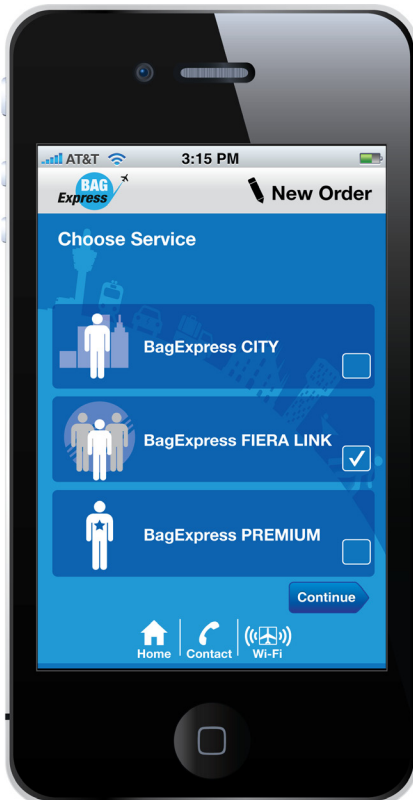 AT&T 3:15 PM
BAG
Express
New Order
Choose Service
BagExpress CITY
BagExpress FIERA LINK
BagExpress PREMIUM
Continue
Home Contact Wi-Fi